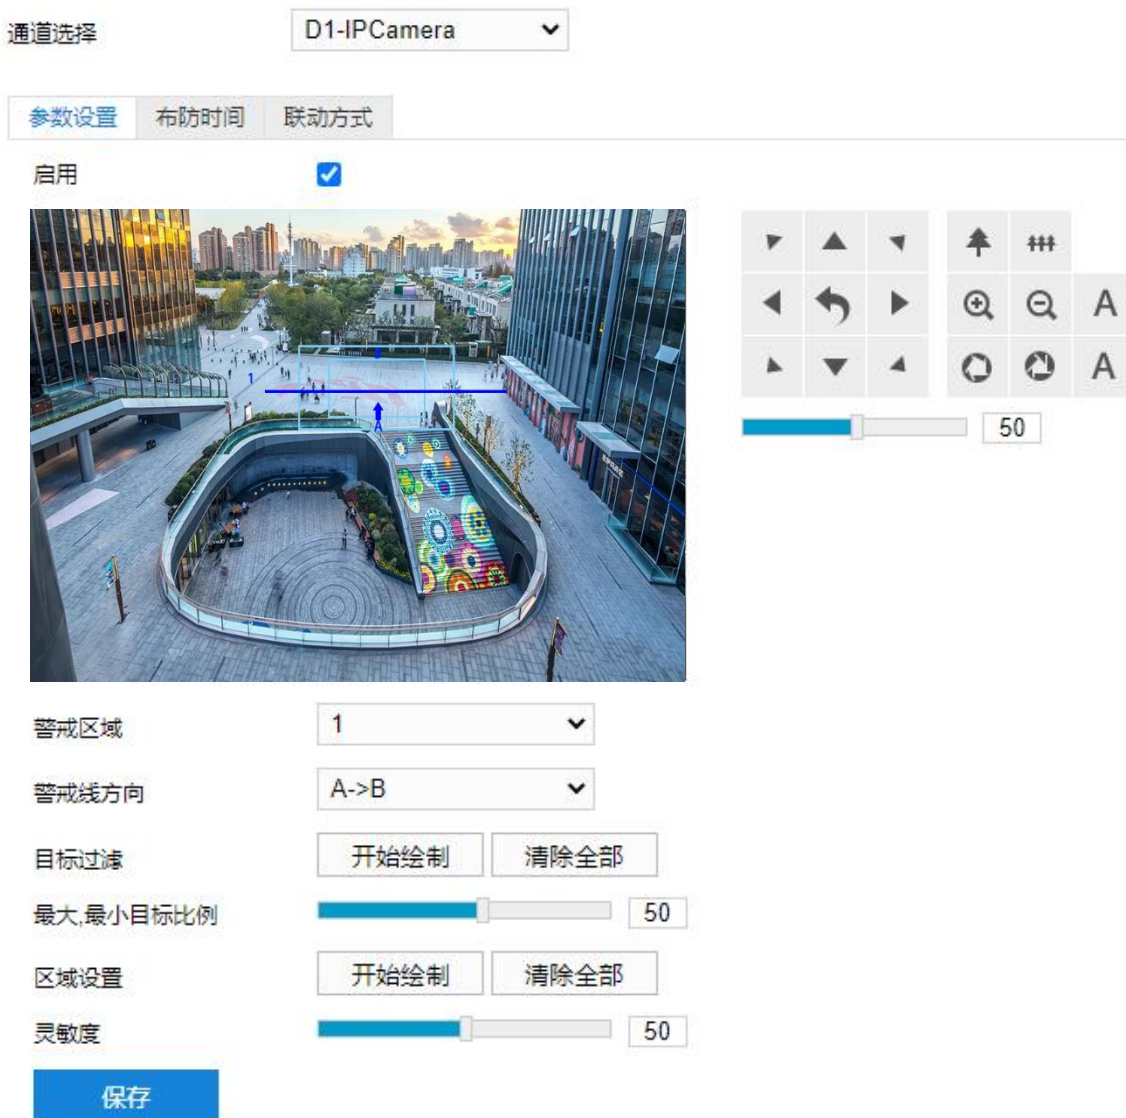 通道选择 D1-IPCamera
参数设置 布防时间 联动方式
启用
B
1
A
A
A
50
警戒区域 1
警戒线方向 A->B
目标过滤 开始绘制 清除全部
最大,最小目标比例 50
区域设置 开始绘制 清除全部
灵敏度 50
保存